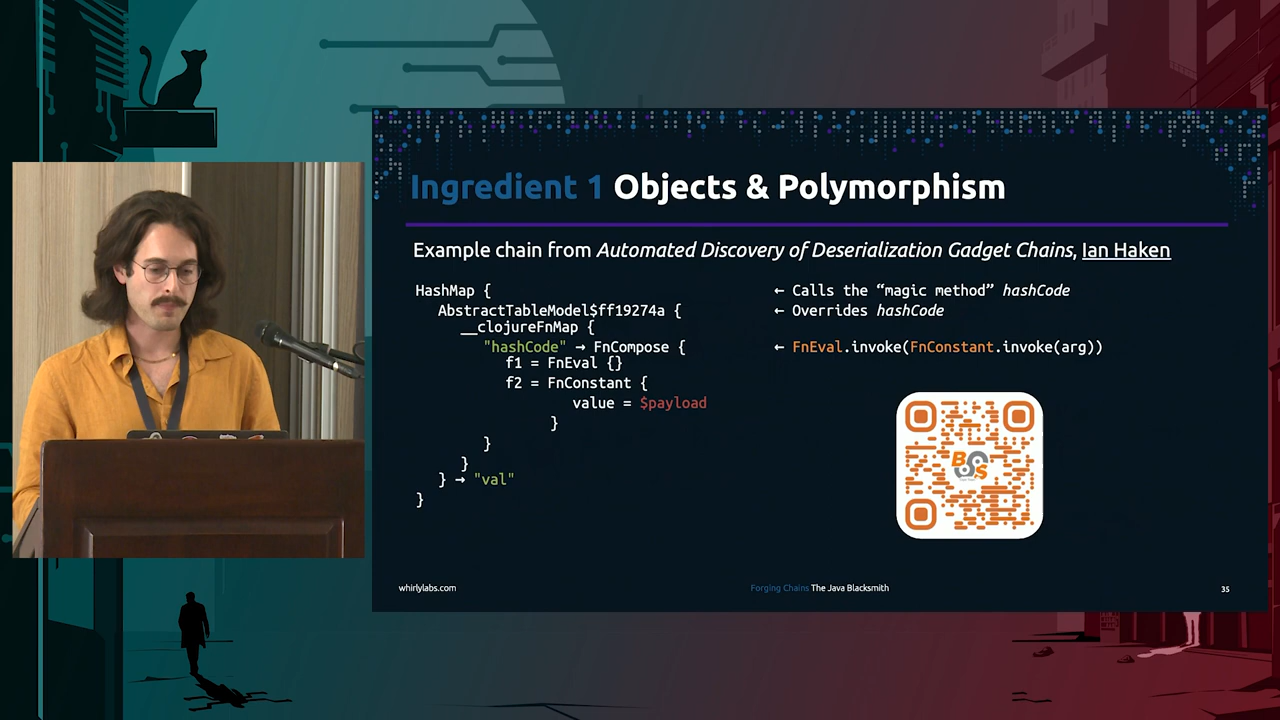 Ingredient 1 Objects & Polymorphism
Example chain from Automated Discovery of Deserialization Gadget Chains, Ian Haken
HashMap { ← Calls the “magic method” hashCode
AbstractTableModel$ff19274a { ← Overrides hashCode
__clojureFnMap {
"hashCode" → FnCompose { ← FnEval.invoke(FnConstant.invoke(arg))
f1 = FnEval {}
f2 = FnConstant {
value = $payload
}
}
}
} → "val"
}
BSS
whirlylabs.com Forging Chains The Java Blacksmith 35